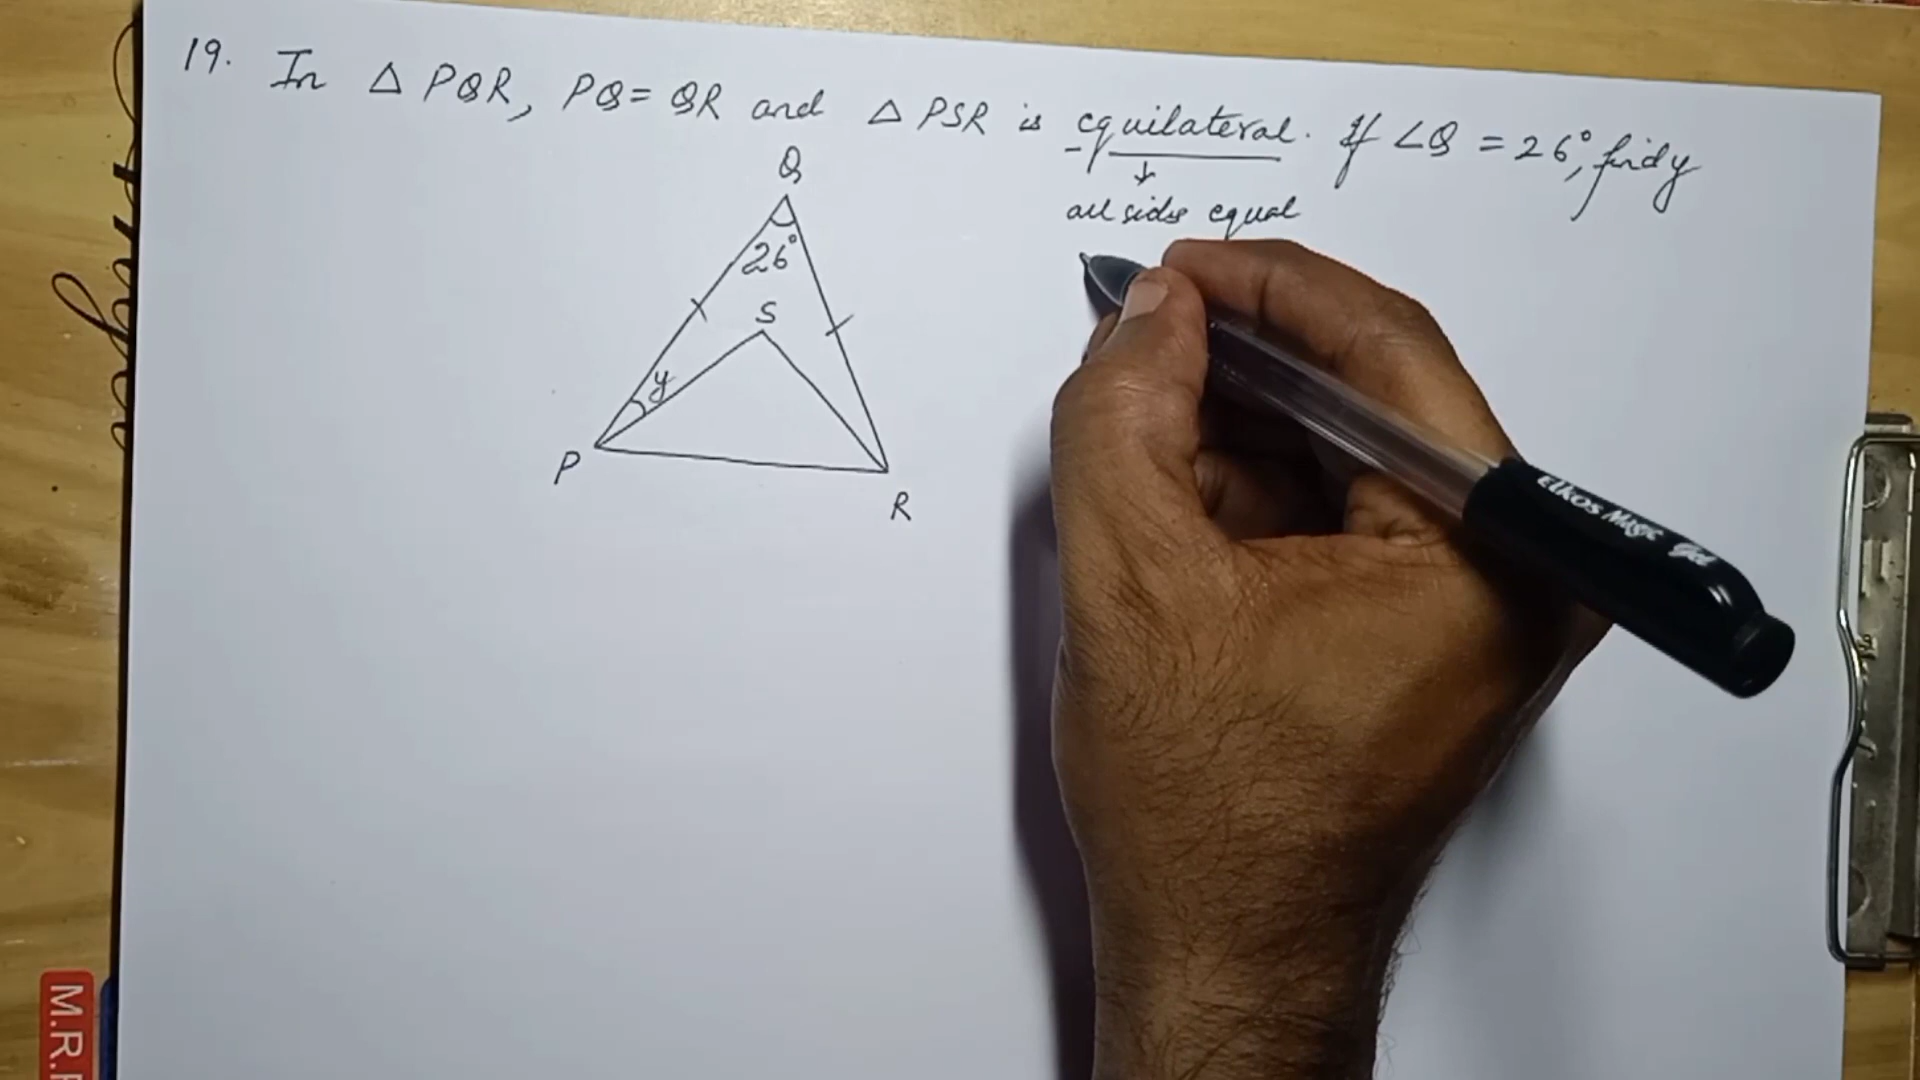 19. In △ PQR, PQ = QR and △ PSR is equilateral. If ∠Q = 26°, find y
all sides equal
Q
26°
S
y
P
R
Elkos Magic Gel
M.R.